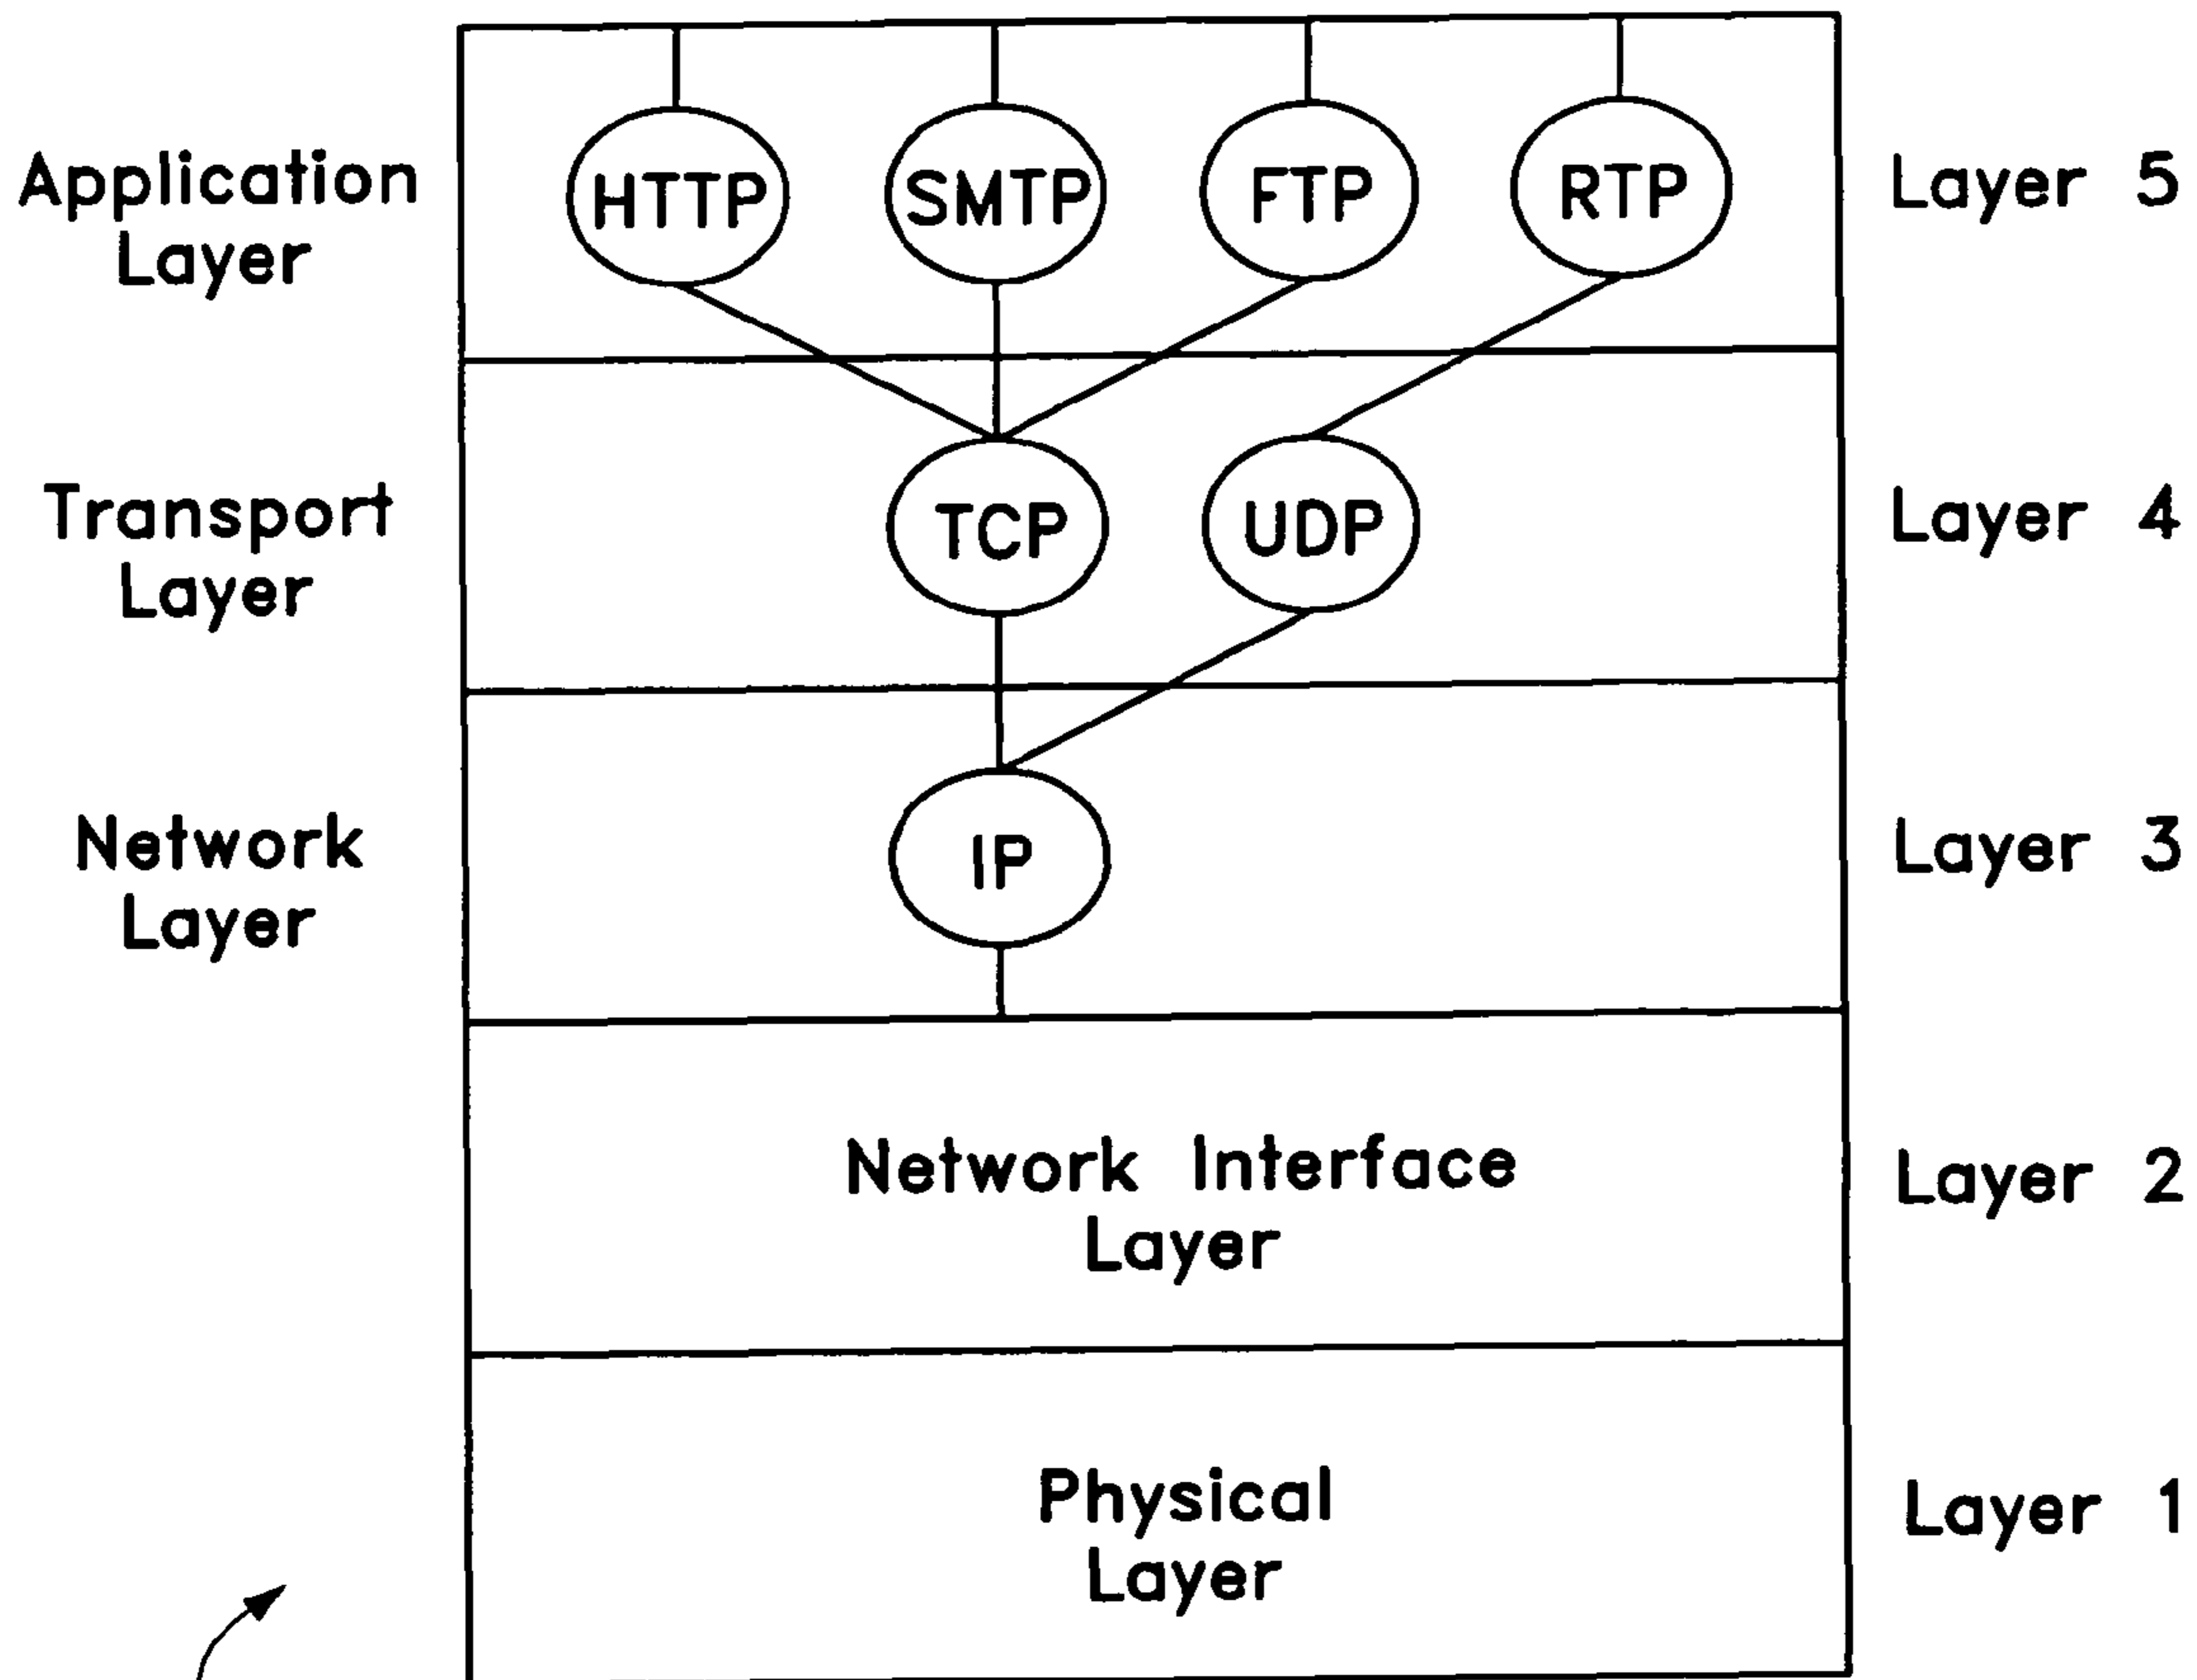 Application
Layer
HTTP
SMTP
FTP
RTP
Layer 5
Transport
Layer
TCP
UDP
Layer 4
Network
Layer
IP
Layer 3
Network Interface
Layer
Layer 2
Physical
Layer
Layer 1